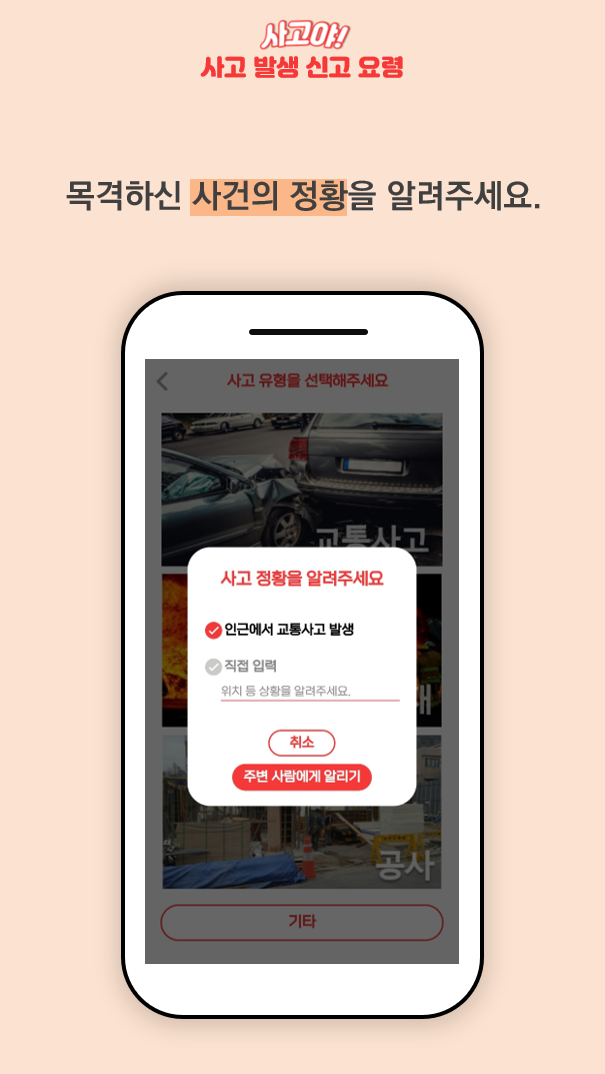 사고야!
사고 발생 신고 요령
목격하신 사건의 정황을 알려주세요.
사고 유형을 선택해주세요
교통사고
사고 정황을 알려주세요
인근에서 교통사고 발생
직접 입력
위치 등 상황을 알려주세요.
취소
주변 사람에게 알리기
공사
기타